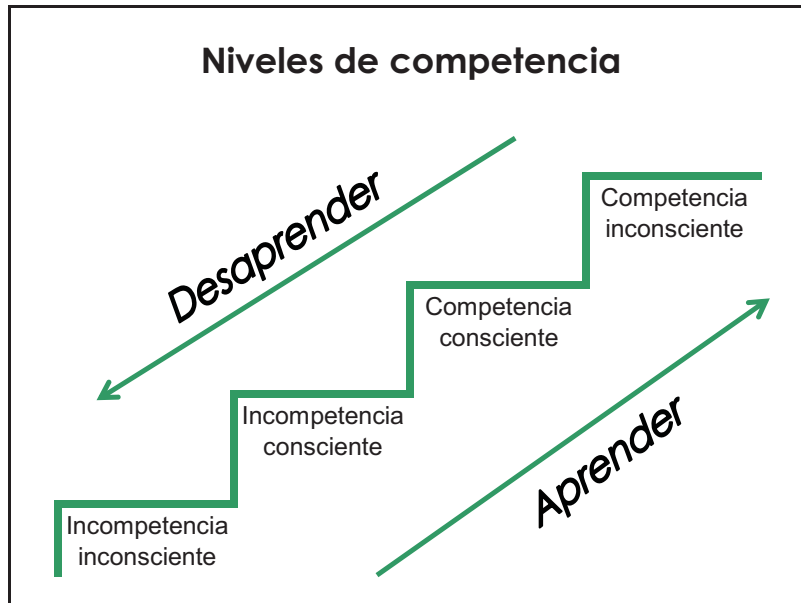 Niveles de competencia
Desaprender
Competencia
inconsciente
Competencia
consciente
Incompetencia
consciente
Aprender
Incompetencia
inconsciente